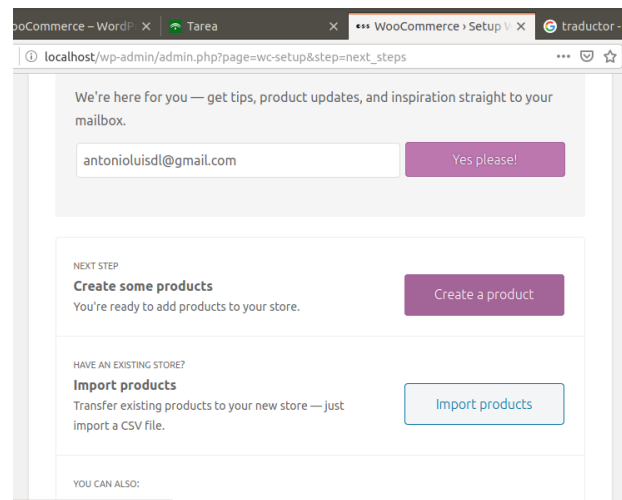 ooCommerce – WordP
Tarea
WooCommerce › Setup W
traductor -
localhost/wp-admin/admin.php?page=wc-setup&step=next_steps
We're here for you — get tips, product updates, and inspiration straight to your
mailbox.
antonioluisdl@gmail.com
Yes please!
NEXT STEP
Create some products
You're ready to add products to your store.
Create a product
HAVE AN EXISTING STORE?
Import products
Transfer existing products to your new store — just
import a CSV file.
Import products
YOU CAN ALSO: